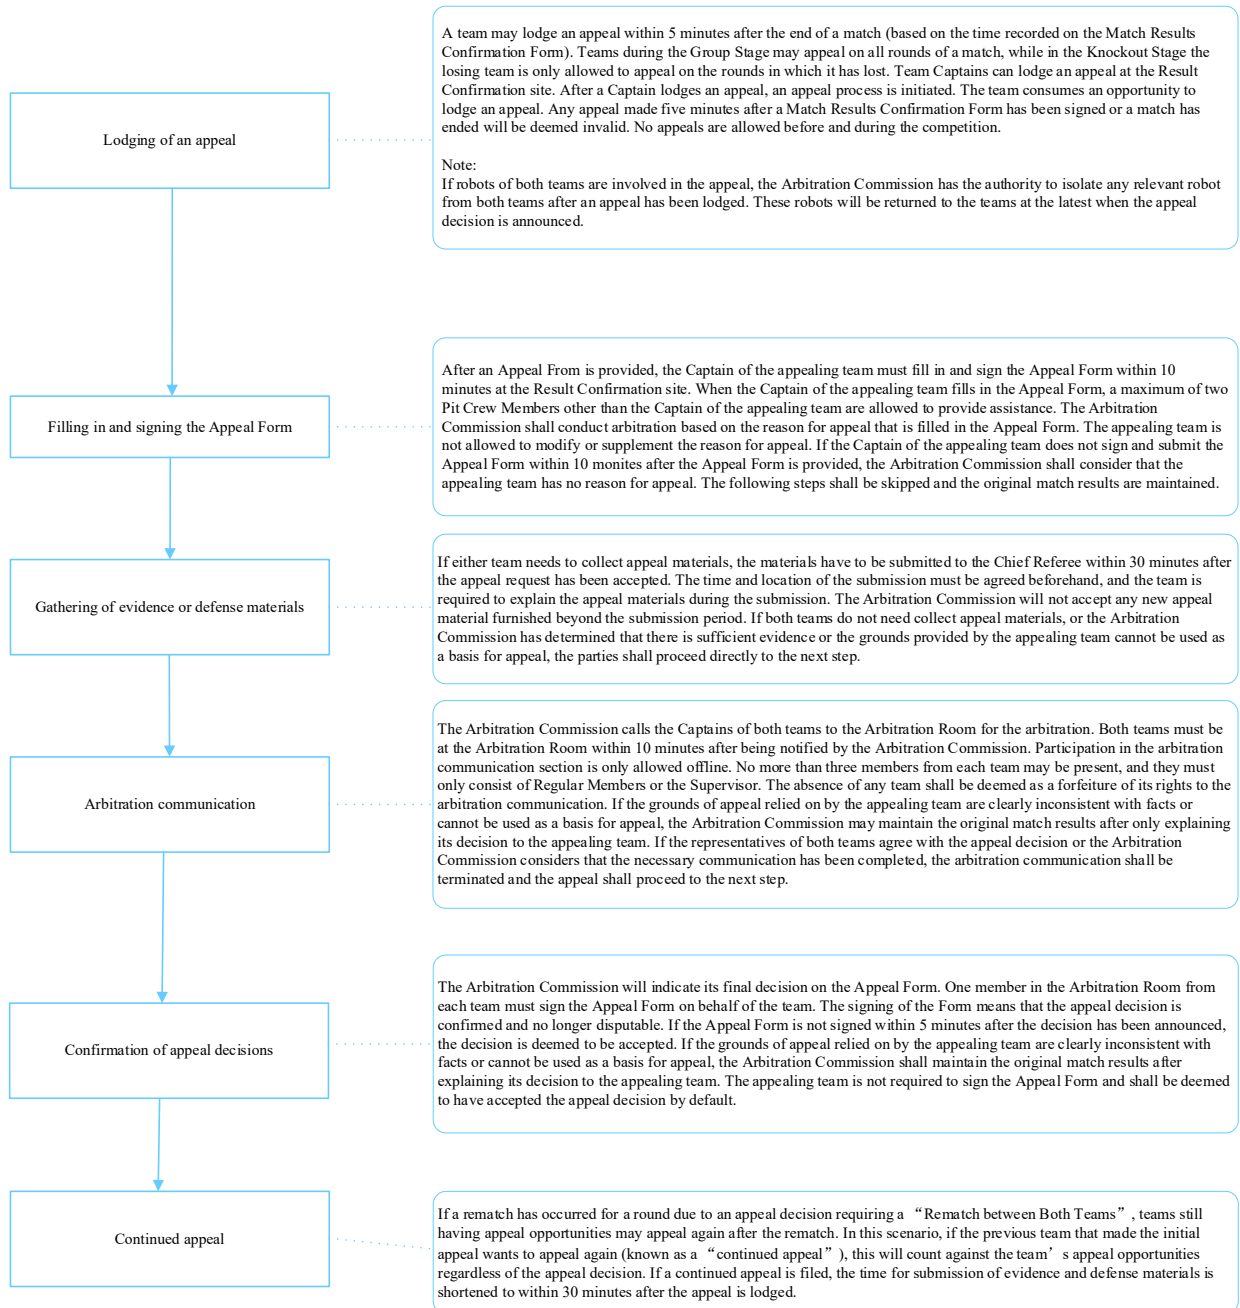 Lodging of an appeal
A team may lodge an appeal within 5 minutes after the end of a match (based on the time recorded on the Match Results
Confirmation Form). Teams during the Group Stage may appeal on all rounds of a match, while in the Knockout Stage the
losing team is only allowed to appeal on the rounds in which it has lost. Team Captains can lodge an appeal at the Result
Confirmation site. After a Captain lodges an appeal, an appeal process is initiated. The team consumes an opportunity to
lodge an appeal. Any appeal made five minutes after a Match Results Confirmation Form has been signed or a match has
ended will be deemed invalid. No appeals are allowed before and during the competition.
Note:
If robots of both teams are involved in the appeal, the Arbitration Commission has the authority to isolate any relevant robot
from both teams after an appeal has been lodged. These robots will be returned to the teams at the latest when the appeal
decision is announced.
Filling in and signing the Appeal Form
After an Appeal From is provided, the Captain of the appealing team must fill in and sign the Appeal Form within 10
minutes at the Result Confirmation site. When the Captain of the appealing team fills in the Appeal Form, a maximum of two
Pit Crew Members other than the Captain of the appealing team are allowed to provide assistance. The Arbitration
Commission shall conduct arbitration based on the reason for appeal that is filled in the Appeal Form. The appealing team is
not allowed to modify or supplement the reason for appeal. If the Captain of the appealing team does not sign and submit the
Appeal Form within 10 monites after the Appeal Form is provided, the Arbitration Commission shall consider that the
appealing team has no reason for appeal. The following steps shall be skipped and the original match results are maintained.
Gathering of evidence or defense materials
If either team needs to collect appeal materials, the materials have to be submitted to the Chief Referee within 30 minutes after
the appeal request has been accepted. The time and location of the submission must be agreed beforehand, and the team is
required to explain the appeal materials during the submission. The Arbitration Commission will not accept any new appeal
material furnished beyond the submission period. If both teams do not need collect appeal materials, or the Arbitration
Commission has determined that there is sufficient evidence or the grounds provided by the appealing team cannot be used as
a basis for appeal, the parties shall proceed directly to the next step.
Arbitration communication
The Arbitration Commission calls the Captains of both teams to the Arbitration Room for the arbitration. Both teams must be
at the Arbitration Room within 10 minutes after being notified by the Arbitration Commission. Participation in the arbitration
communication section is only allowed offline. No more than three members from each team may be present, and they must
only consist of Regular Members or the Supervisor. The absence of any team shall be deemed as a forfeiture of its rights to the
arbitration communication. If the grounds of appeal relied on by the appealing team are clearly inconsistent with facts or
cannot be used as a basis for appeal, the Arbitration Commission may maintain the original match results after only explaining
its decision to the appealing team. If the representatives of both teams agree with the appeal decision or the Arbitration
Commission considers that the necessary communication has been completed, the arbitration communication shall be
terminated and the appeal shall proceed to the next step.
Confirmation of appeal decisions
The Arbitration Commission will indicate its final decision on the Appeal Form. One member in the Arbitration Room from
each team must sign the Appeal Form on behalf of the team. The signing of the Form means that the appeal decision is
confirmed and no longer disputable. If the Appeal Form is not signed within 5 minutes after the decision has been announced,
the decision is deemed to be accepted. If the grounds of appeal relied on by the appealing team are clearly inconsistent with
facts or cannot be used as a basis for appeal, the Arbitration Commission shall maintain the original match results after
explaining its decision to the appealing team. The appealing team is not required to sign the Appeal Form and shall be deemed
to have accepted the appeal decision by default.
Continued appeal
If a rematch has occurred for a round due to an appeal decision requiring a “Rematch between Both Teams”, teams still
having appeal opportunities may appeal again after the rematch. In this scenario, if the previous team that made the initial
appeal wants to appeal again (known as a “continued appeal”), this will count against the team’s appeal opportunities
regardless of the appeal decision. If a continued appeal is filed, the time for submission of evidence and defense materials is
shortened to within 30 minutes after the appeal is lodged.